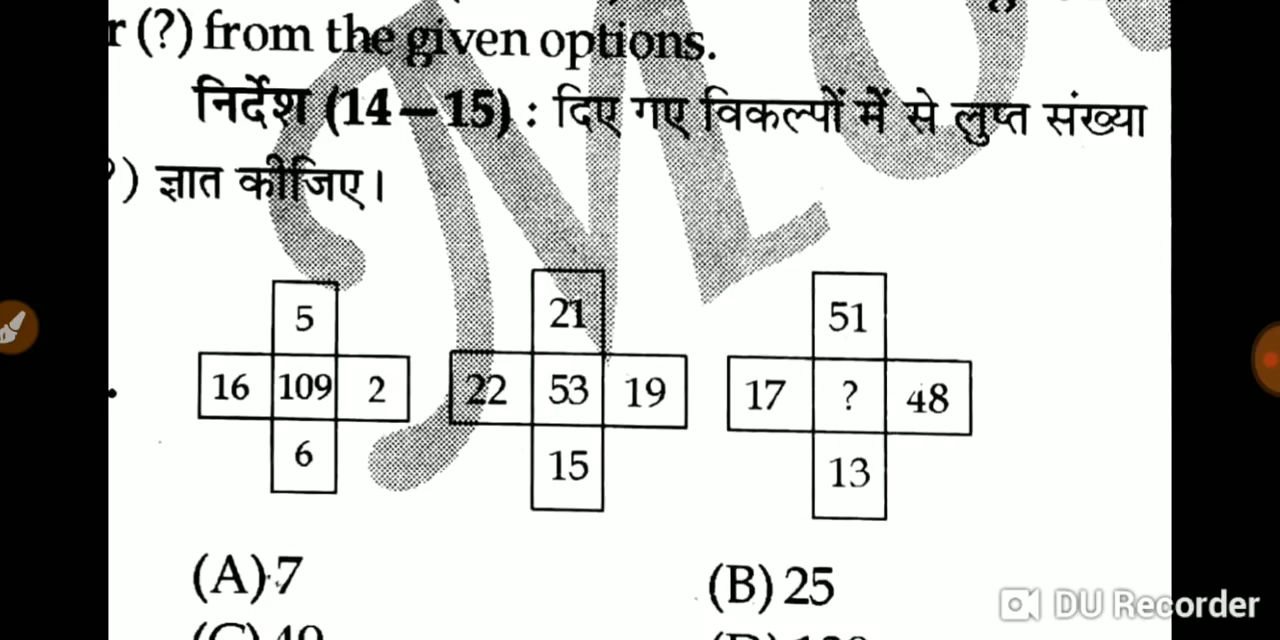 r (?) from the given options.
निर्देश (14–15) : दिए गए विकल्पों में से लुप्त संख्या
?) ज्ञात कीजिए।
5 21 51
16 109 2 22 53 19 17 ? 48
6 15 13
(A) 7 (B) 25
DU Recorder